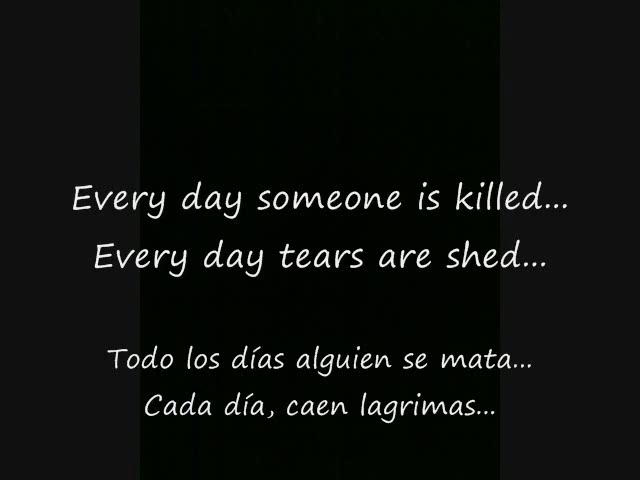 Every day someone is killed...
Every day tears are shed...
Todo los días alguien se mata...
Cada día, caen lagrimas...